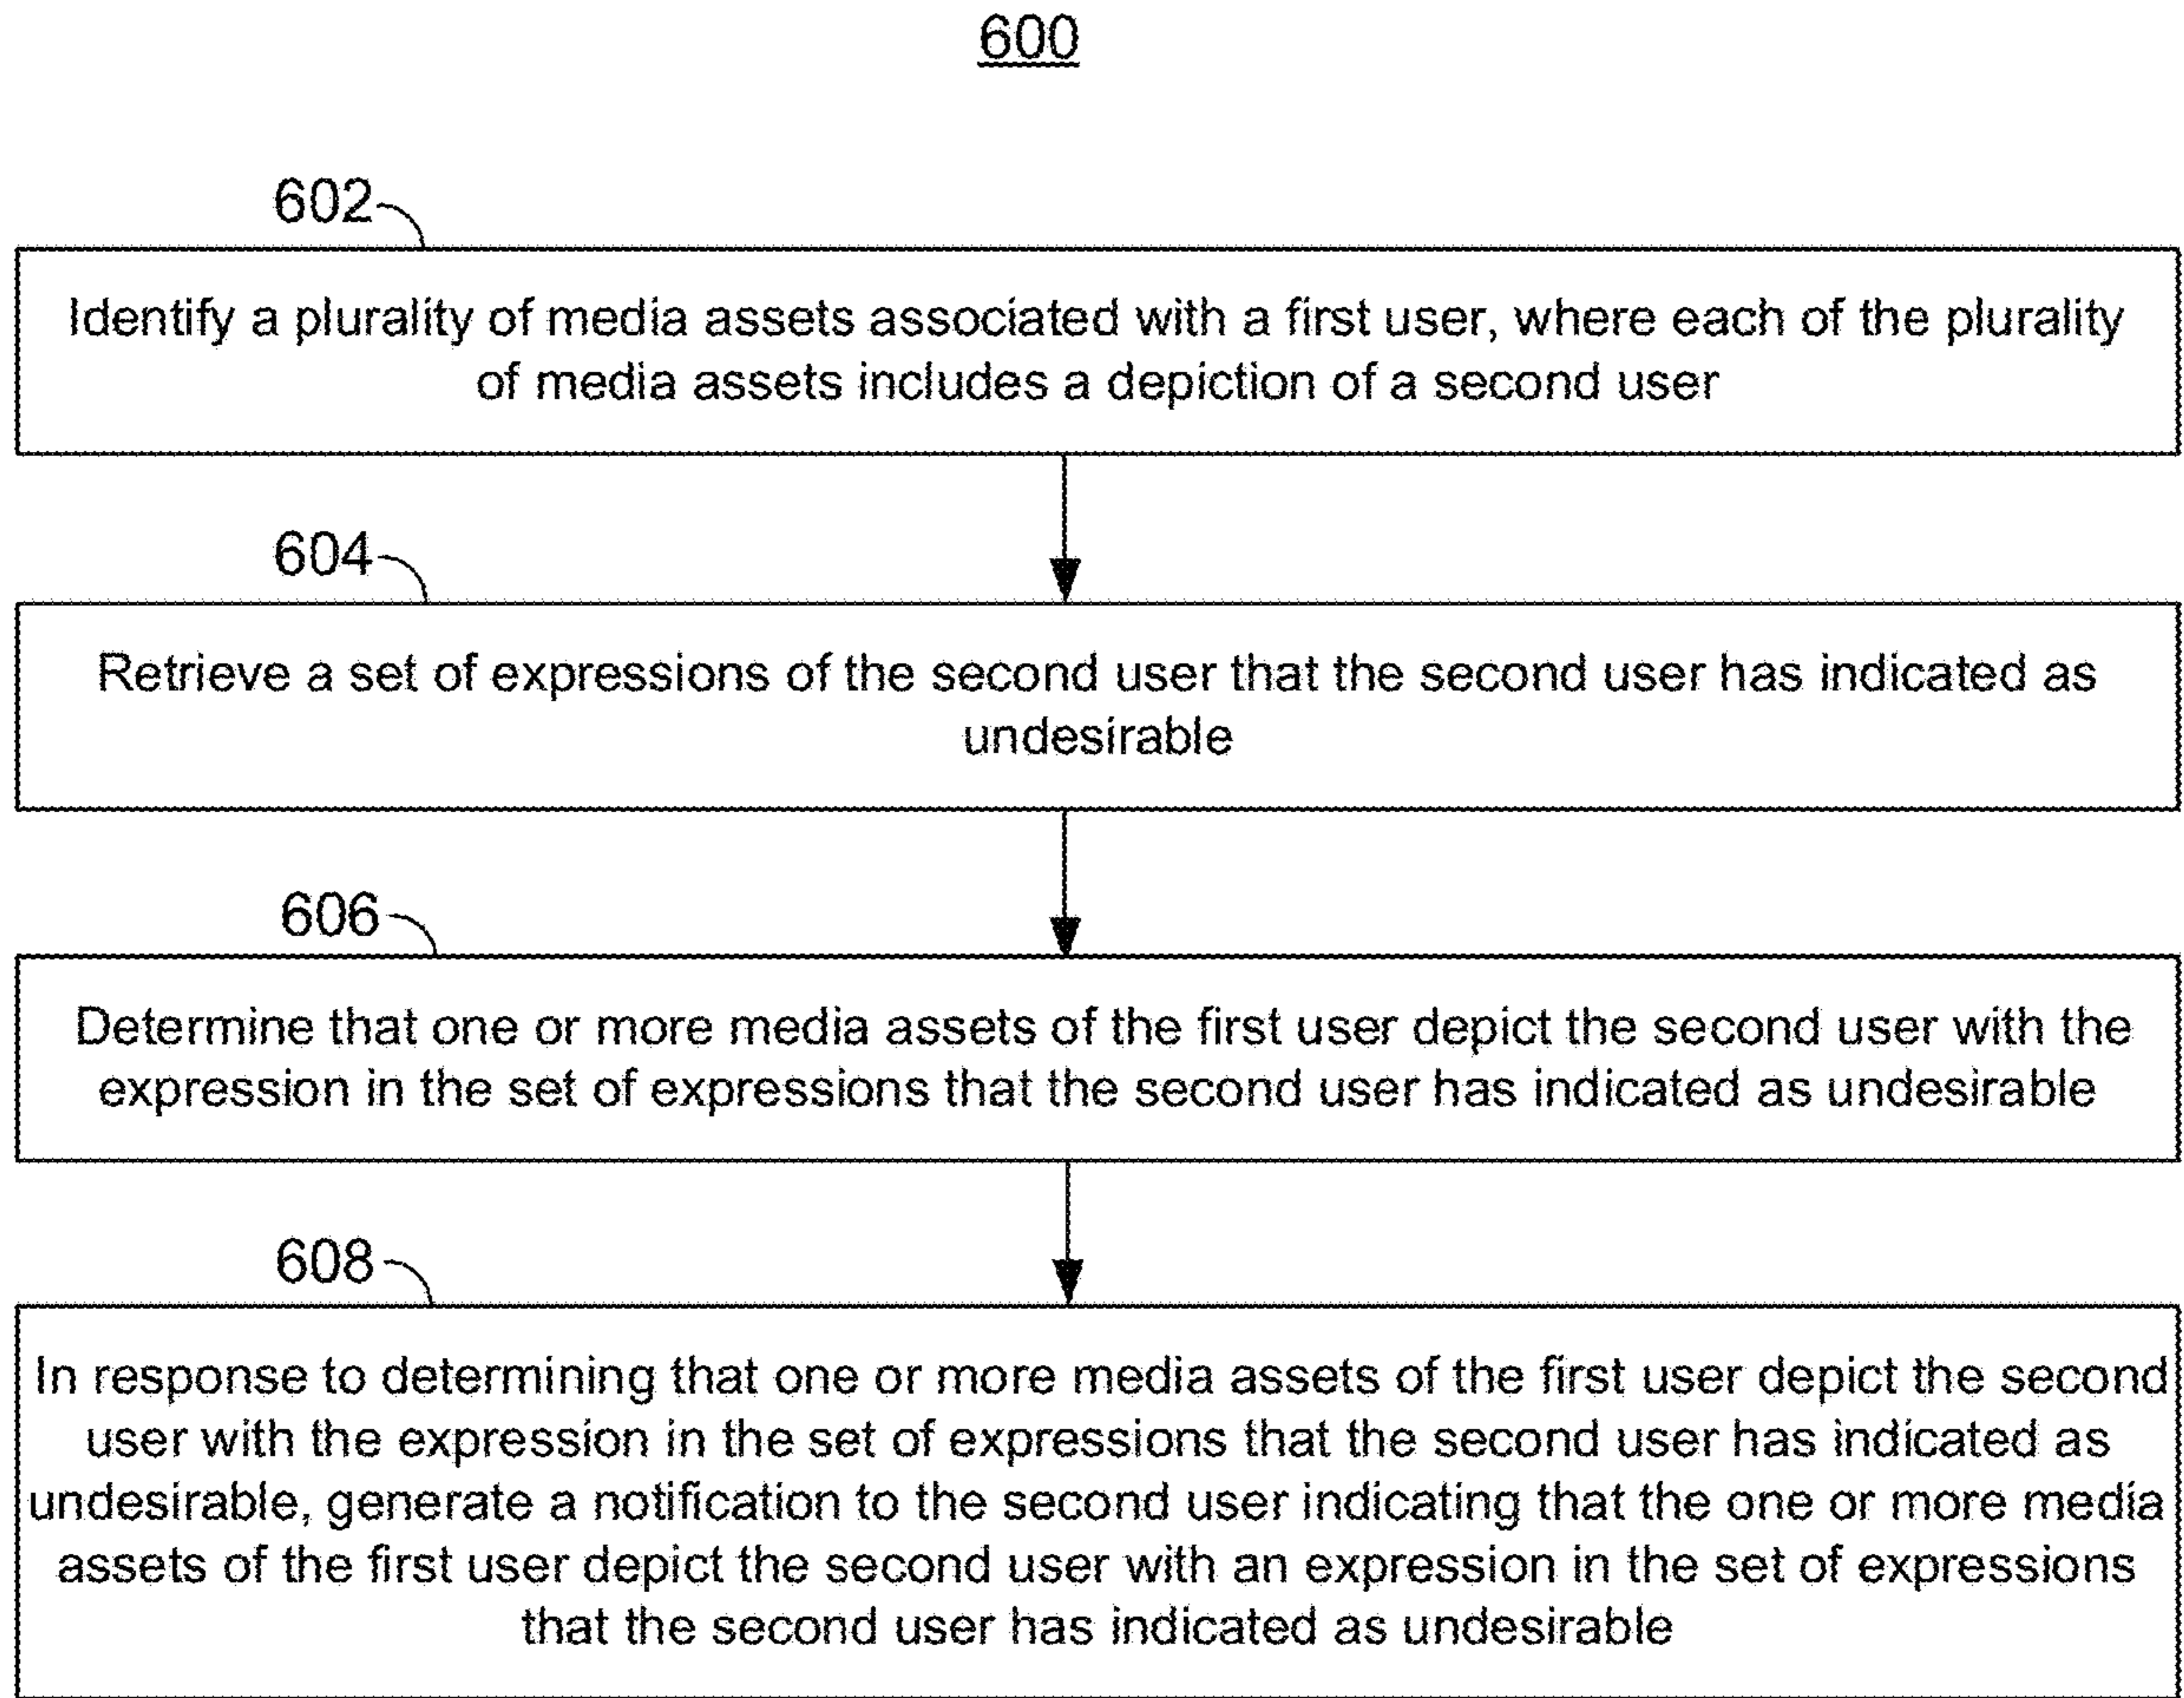 600
602
Identify a plurality of media assets associated with a first user, where each of the plurality
of media assets includes a depiction of a second user
604
Retrieve a set of expressions of the second user that the second user has indicated as
undesirable
606
Determine that one or more media assets of the first user depict the second user with the
expression in the set of expressions that the second user has indicated as undesirable
608
In response to determining that one or more media assets of the first user depict the second
user with the expression in the set of expressions that the second user has indicated as
undesirable, generate a notification to the second user indicating that the one or more media
assets of the first user depict the second user with an expression in the set of expressions
that the second user has indicated as undesirable